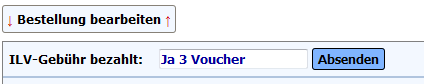 ↓ Bestellung bearbeiten ↑
ILV-Gebühr bezahlt: Ja 3 Voucher Absenden